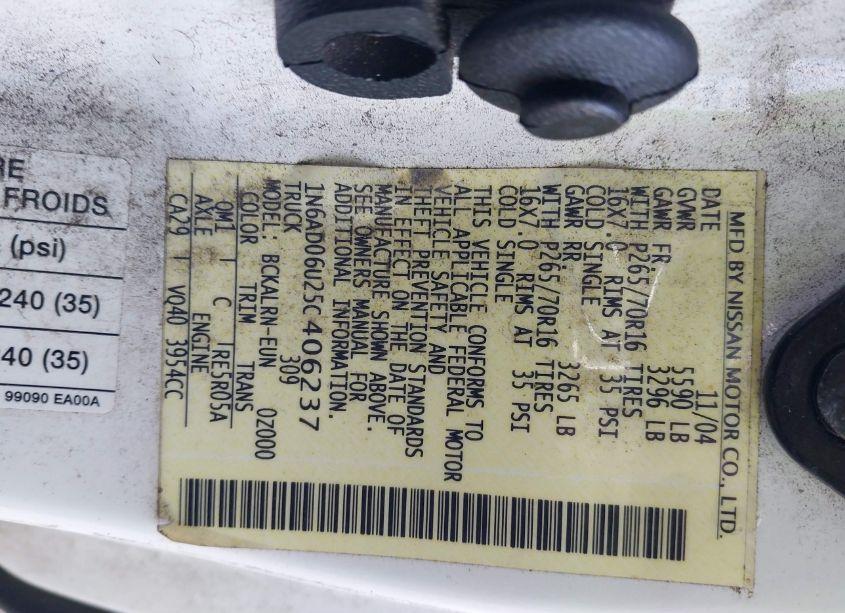 MFD BY NISSAN MOTOR CO., LTD.
DATE 11/04
GVWR 5590 LB
GAWR FR. 3296 LB
WITH P265/70R16 TIRES
16X7.0 RIMS AT 35 PSI
COLD SINGLE
GAWR RR. 3265 LB
WITH P265/70R16 TIRES
16X7.0 RIMS AT 35 PSI
COLD SINGLE
THIS VEHICLE CONFORMS TO
ALL APPLICABLE FEDERAL MOTOR
VEHICLE SAFETY AND
THEFT PREVENTION STANDARDS
IN EFFECT ON THE DATE OF
MANUFACTURE SHOWN ABOVE.
SEE OWNERS MANUAL FOR
ADDITIONAL INFORMATION.
1N6AD06U25C406237
TRUCK 309
MODEL: BCKALRN-EUN 0Z000
COLOR TRIM TRANS
QM1 C TRE5R05A
AXLE ENGINE
CA29 VQ40 3954CC
RE
FROIDS
(psi)
240 (35)
240 (35)
99090 EA00A